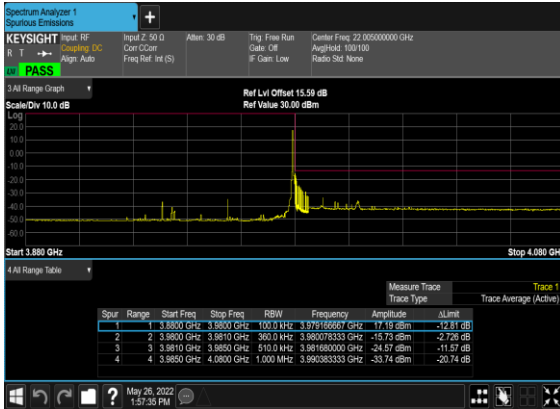 Spectrum Analyzer 1
Spurious Emissions
+
KEYSIGHT Input: RF Input Z: 50 Ω Atten: 30 dB Trig: Free Run Center Freq: 22.005000000 GHz
R T Coupling: DC Corr CCorr Gate: Off Avg|Hold: 100/100
Align: Auto Freq Ref: Int (S) IF Gain: Low Radio Std: None
PASS
3 All Range Graph
Ref Lvl Offset 15.59 dB
Scale/Div 10.0 dB Ref Value 30.00 dBm
Log
20.0
10.0
0.00
-10.0
-20.0
-30.0
-40.0
-50.0
-60.0
Start 3.880 GHz Stop 4.080 GH
4 All Range Table
Measure Trace Trace 1
Trace Type Trace Average (Active)
Spur Range Start Freq Stop Freq RBW Frequency Amplitude ΔLimit
1 1 3.8800 GHz 3.9800 GHz 100.0 kHz 3.979166667 GHz 17.19 dBm -12.81 dB
2 2 3.9800 GHz 3.9810 GHz 360.0 kHz 3.980078333 GHz -15.73 dBm -2.726 dB
3 3 3.9810 GHz 3.9850 GHz 510.0 kHz 3.981680000 GHz -24.57 dBm -11.57 dB
4 4 3.9850 GHz 4.0800 GHz 1.000 MHz 3.990383333 GHz -33.74 dBm -20.74 dB
?
May 26, 2022
1:57:35 PM